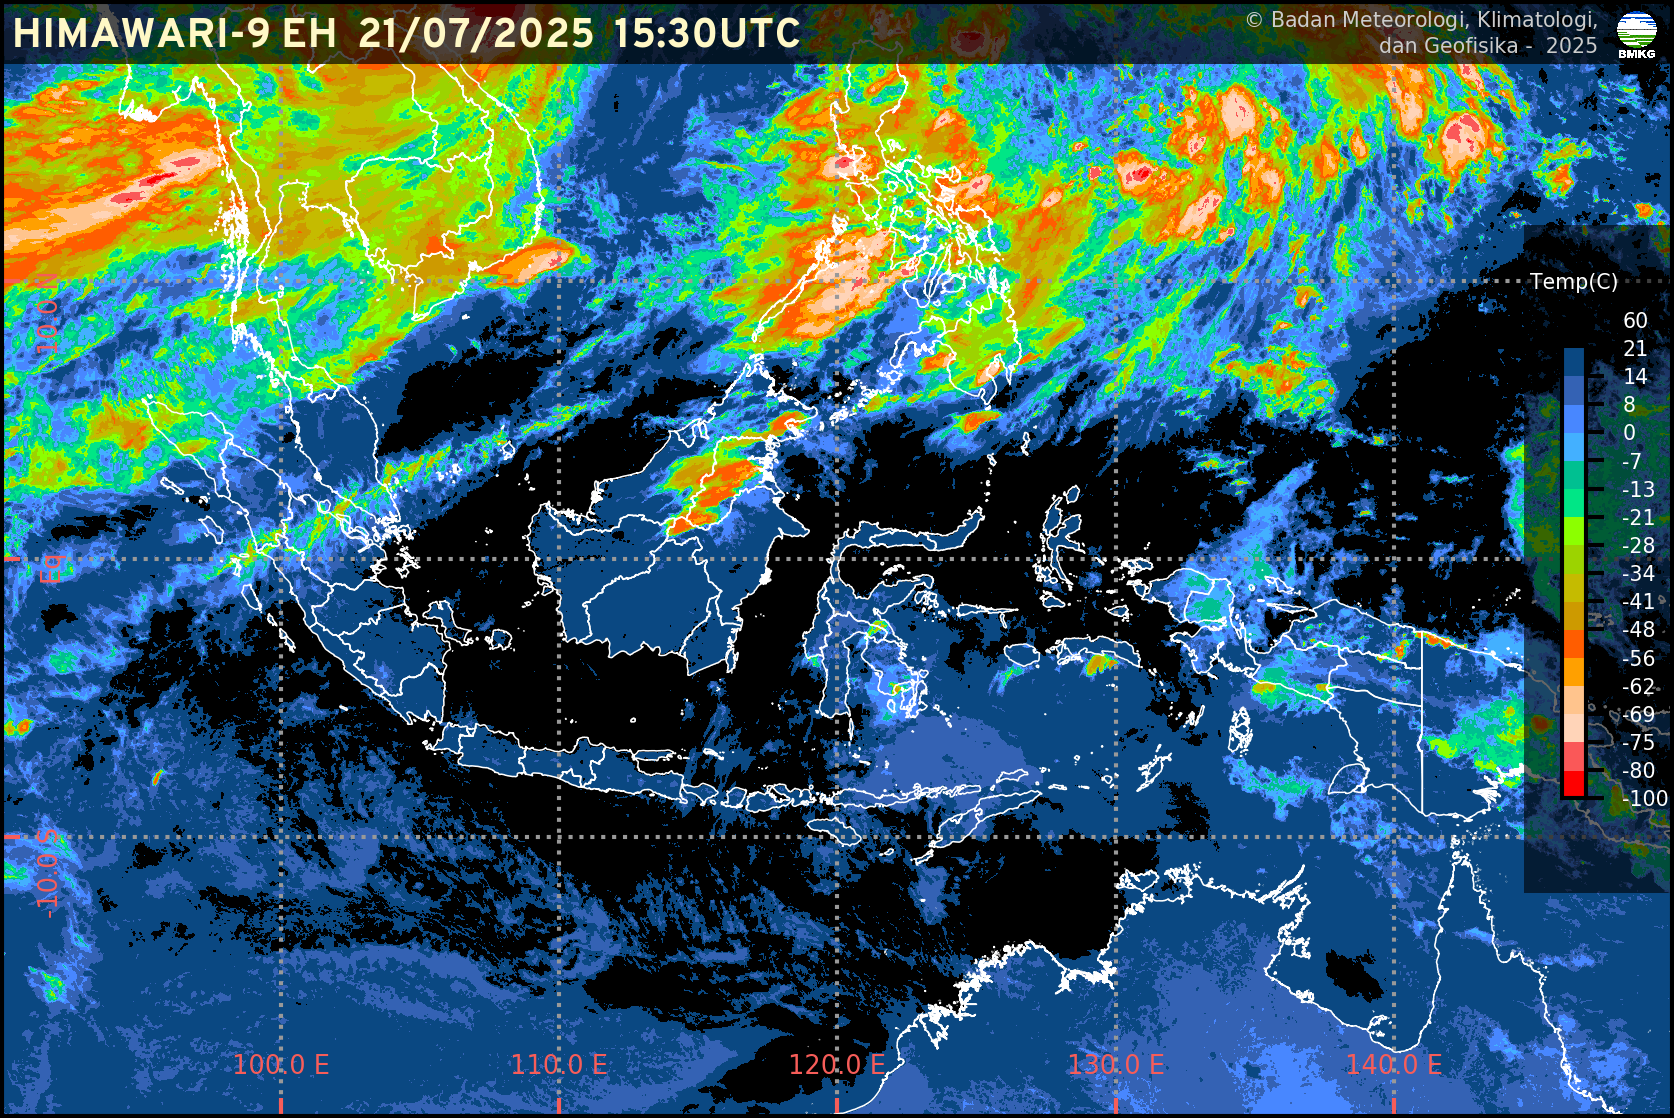 HIMAWARI-9 EH 21/07/2025 15:30UTC
© Badan Meteorologi, Klimatologi,
dan Geofisika - 2025
BMKG
10.0 N
Temp(C)
60
21
14
8
0
-7
-13
-21
-28
-34
-41
-48
-56
-62
-69
-75
-80
-100
Eq
-10.0 S
100.0 E
110.0 E
120.0 E
130.0 E
140.0 E